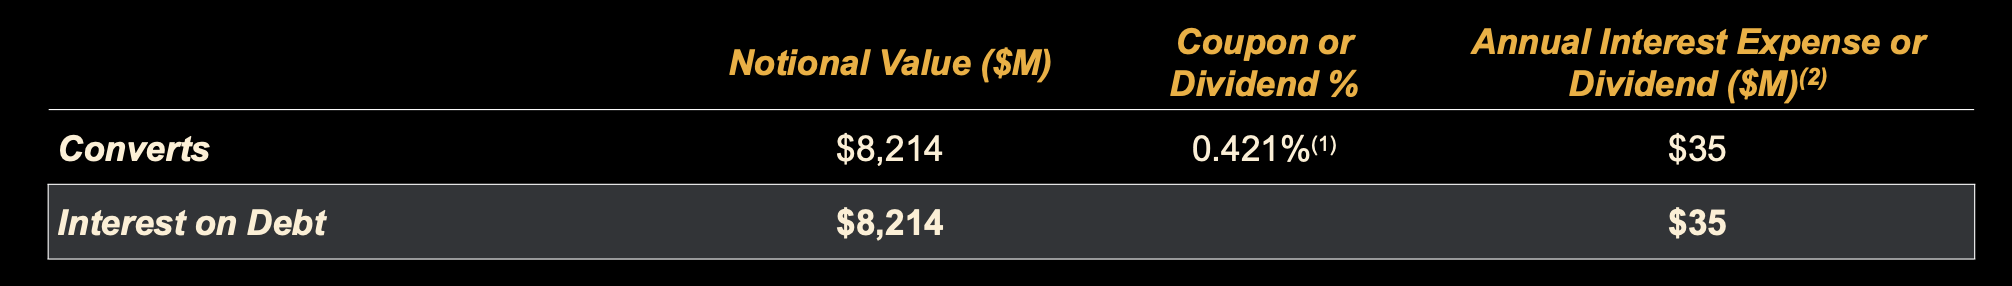 Notional Value ($M)
Coupon or
Dividend %
Annual Interest Expense or
Dividend ($M)(2)
Converts $8,214 0.421%(1) $35
Interest on Debt $8,214 $35